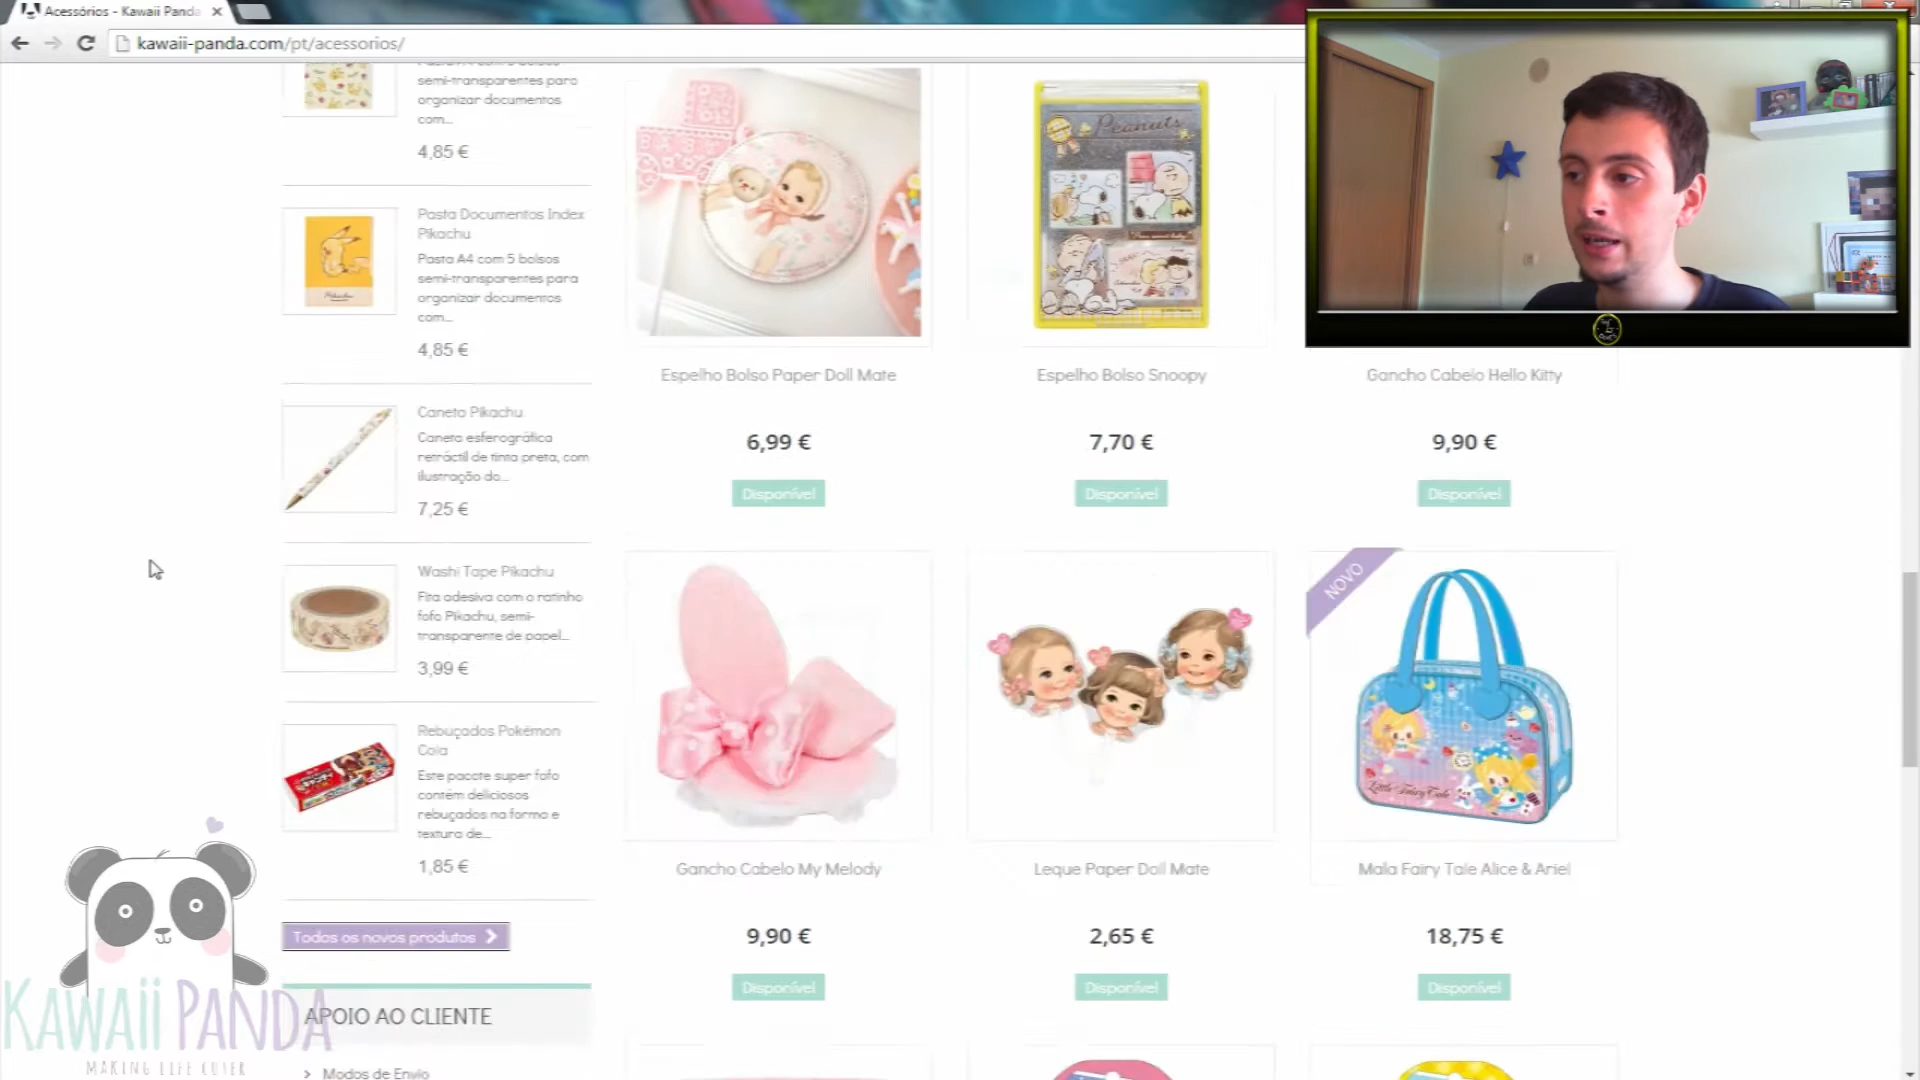 Acessórios - Kawaii Panda
kawaii-panda.com/pt/acessorios/
semi-transparentes para
organizar documentos
com...
4,85 €
Pasta Documentos Index
Pikachu
Pasta A4 com 5 bolsos
semi-transparentes para
organizar documentos
com...
4,85 €
Caneta Pikachu
Caneta esferográfica
retráctil de tinta preta, com
ilustração do...
7,25 €
Washi Tape Pikachu
Fita adesiva com o ratinho
fofo Pikachu, semi-
transparente de papel...
3,99 €
Rebuçados Pokémon
Cola
Este pacote super fofo
contém deliciosos
rebuçados na forma e
textura de...
1,85 €
Todos os novos produtos
APOIO AO CLIENTE
Modos de Envio
KAWAII PANDA
MAKING LIFE CUTER
Peanuts
Espelho Bolso Paper Doll Mate
6,99 €
Disponível
Espelho Bolso Snoopy
7,70 €
Disponível
Gancho Cabelo Hello Kitty
9,90 €
Disponível
Gancho Cabelo My Melody
9,90 €
Disponível
Leque Paper Doll Mate
2,65 €
Disponível
NOVO
Little Fairy Tale
Mala Fairy Tale Alice & Ariel
18,75 €
Disponível